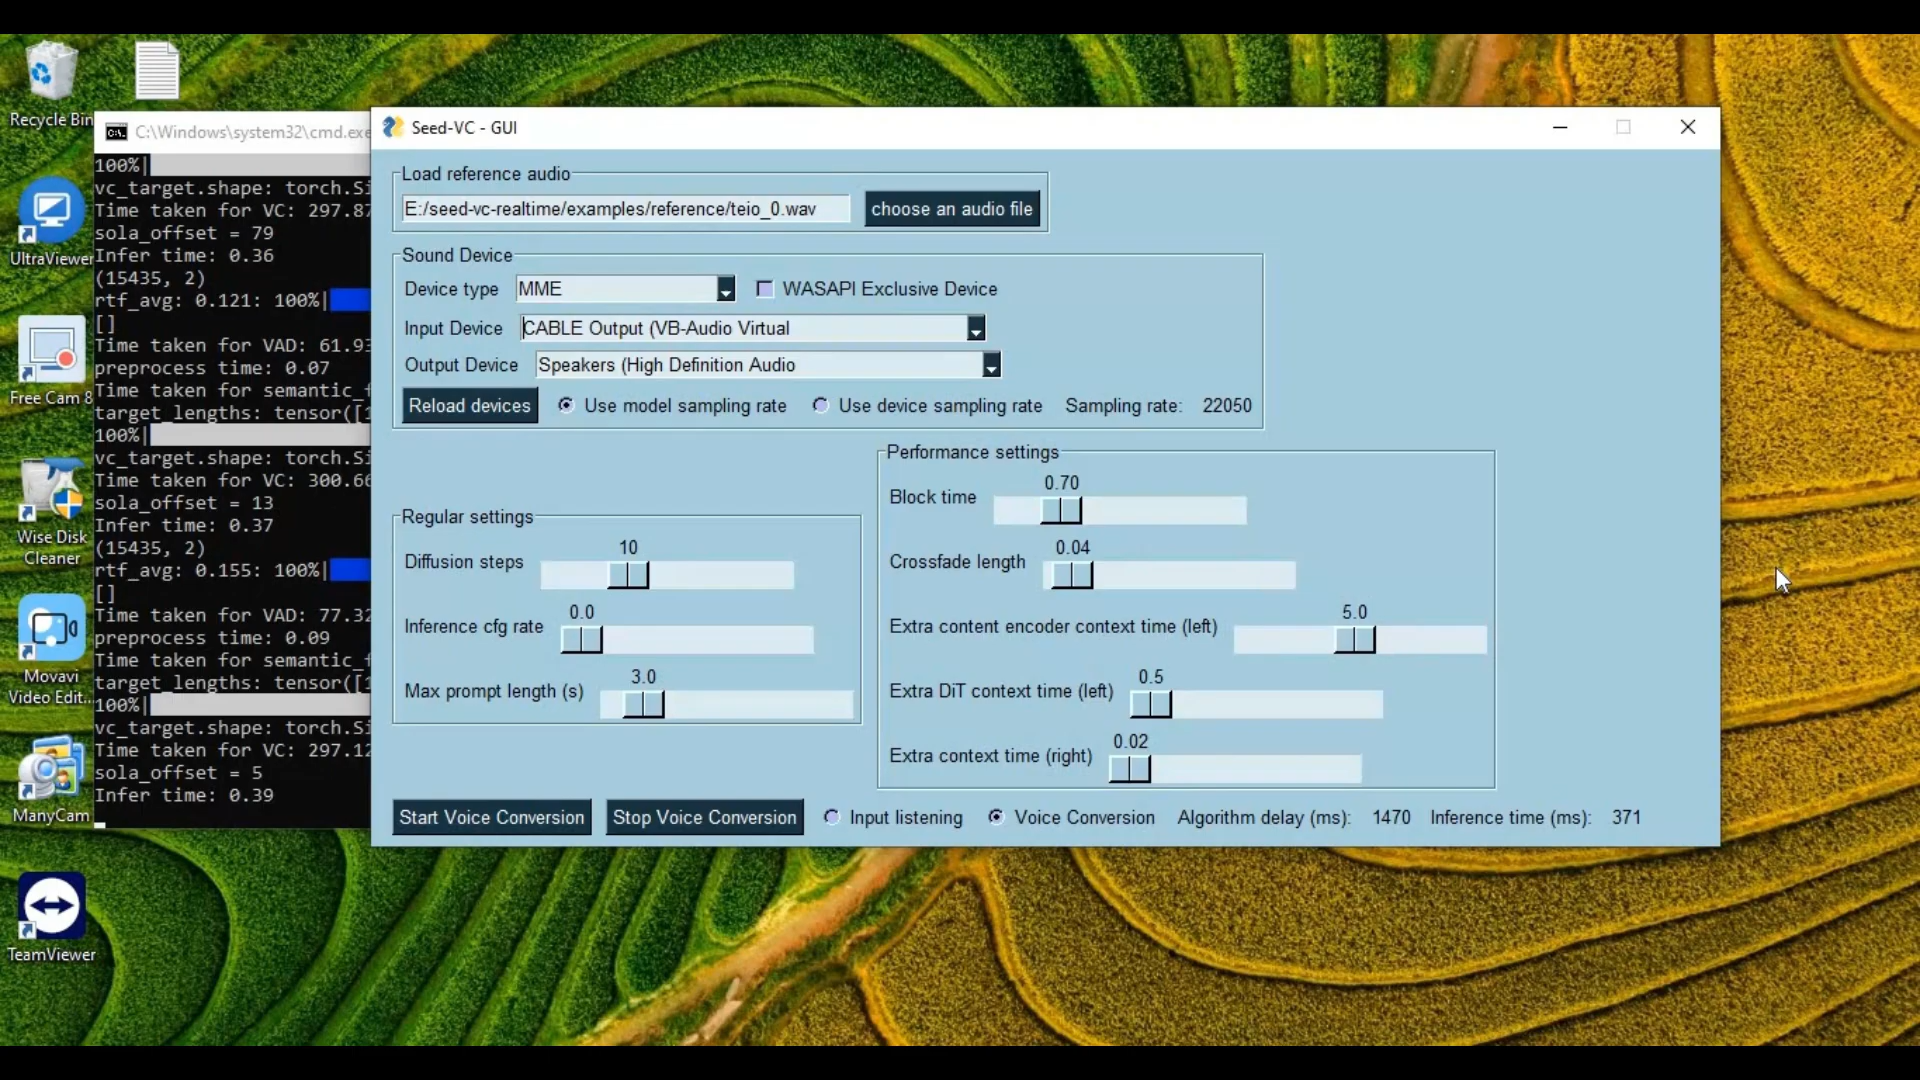 Recycle Bin
UltraViewer
Free Cam 8
Wise Disk
Cleaner
Movavi
Video Edit...
ManyCam
TeamViewer
C:\Windows\system32\cmd.exe
100%|
vc_target.shape: torch.Si
Time taken for VC: 297.87
sola_offset = 79
Infer time: 0.36
(15435, 2)
rtf_avg: 0.121: 100%|
[]
Time taken for VAD: 61.93
preprocess time: 0.07
Time taken for semantic_f
target_lengths: tensor([1
100%|
vc_target.shape: torch.Si
Time taken for VC: 300.66
sola_offset = 13
Infer time: 0.37
(15435, 2)
rtf_avg: 0.155: 100%|
[]
Time taken for VAD: 77.32
preprocess time: 0.09
Time taken for semantic_f
target_lengths: tensor([1
100%|
vc_target.shape: torch.Si
Time taken for VC: 297.12
sola_offset = 5
Infer time: 0.39
Seed-VC - GUI
Load reference audio
E:/seed-vc-realtime/examples/reference/teio_0.wav choose an audio file
Sound Device
Device type MME WASAPI Exclusive Device
Input Device CABLE Output (VB-Audio Virtual
Output Device Speakers (High Definition Audio
Reload devices Use model sampling rate Use device sampling rate Sampling rate: 22050
Regular settings
10
Diffusion steps
0.0
Inference cfg rate
3.0
Max prompt length (s)
Performance settings
0.70
Block time
0.04
Crossfade length
5.0
Extra content encoder context time (left)
0.5
Extra DiT context time (left)
0.02
Extra context time (right)
Start Voice Conversion Stop Voice Conversion Input listening Voice Conversion Algorithm delay (ms): 1470 Inference time (ms): 371